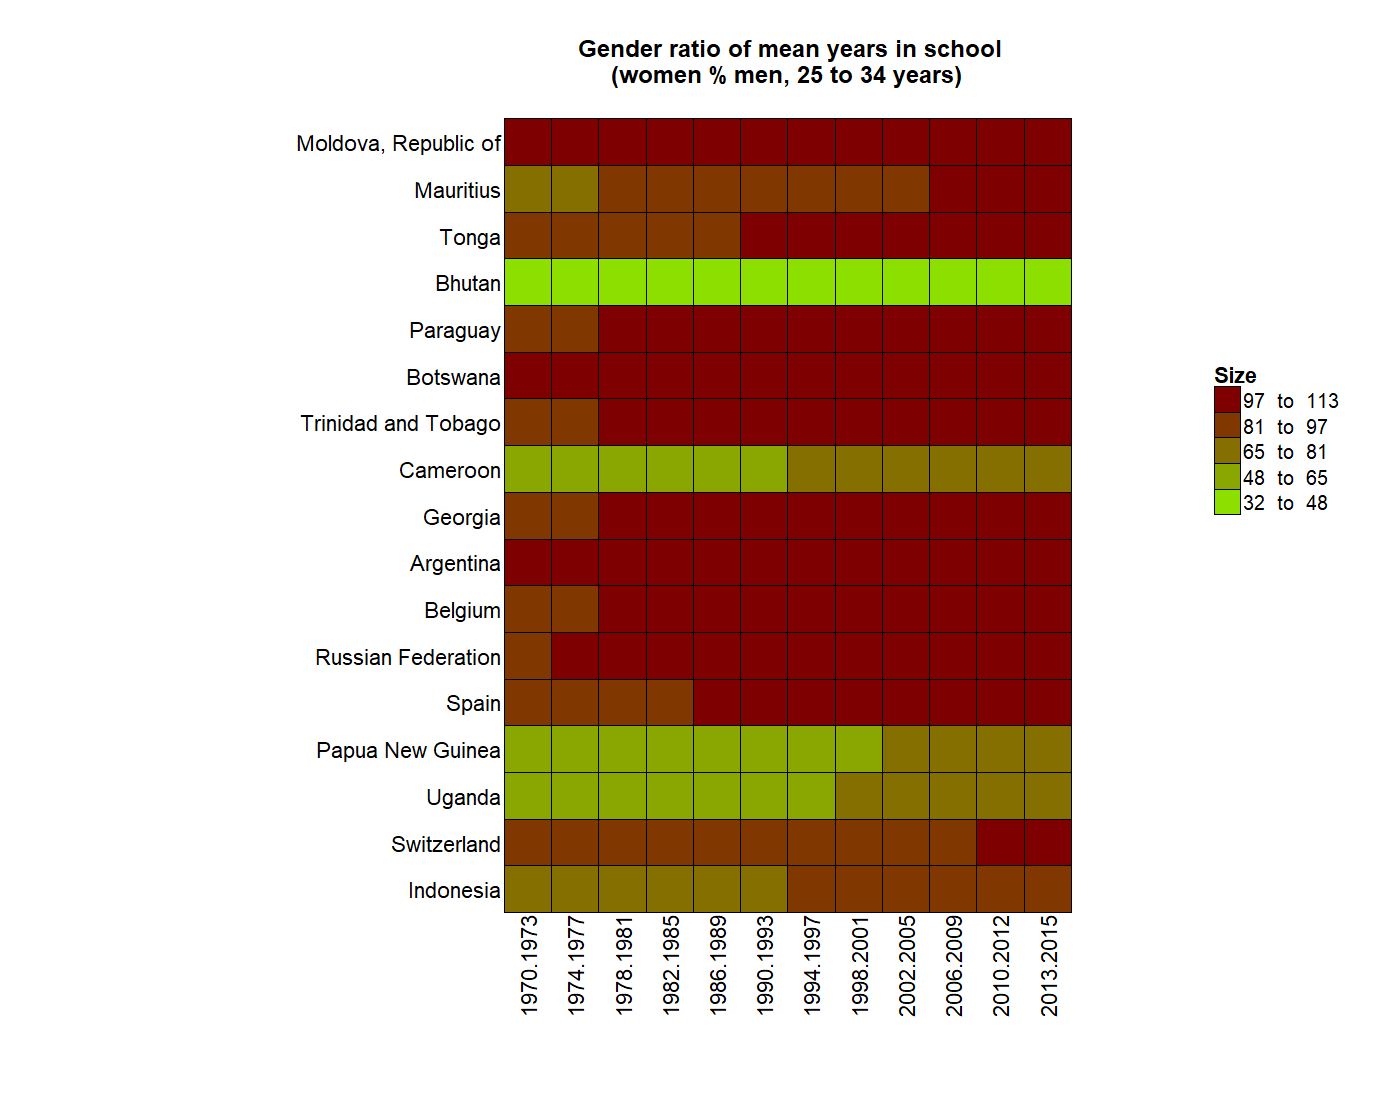 Gender ratio of mean years in school
(women % men, 25 to 34 years)
Moldova, Republic of
Mauritius
Tonga
Bhutan
Paraguay
Botswana
Trinidad and Tobago
Cameroon
Georgia
Argentina
Belgium
Russian Federation
Spain
Papua New Guinea
Uganda
Switzerland
Indonesia
1970.1973
1974.1977
1978.1981
1982.1985
1986.1989
1990.1993
1994.1997
1998.2001
2002.2005
2006.2009
2010.2012
2013.2015
Size
97 to 113
81 to 97
65 to 81
48 to 65
32 to 48